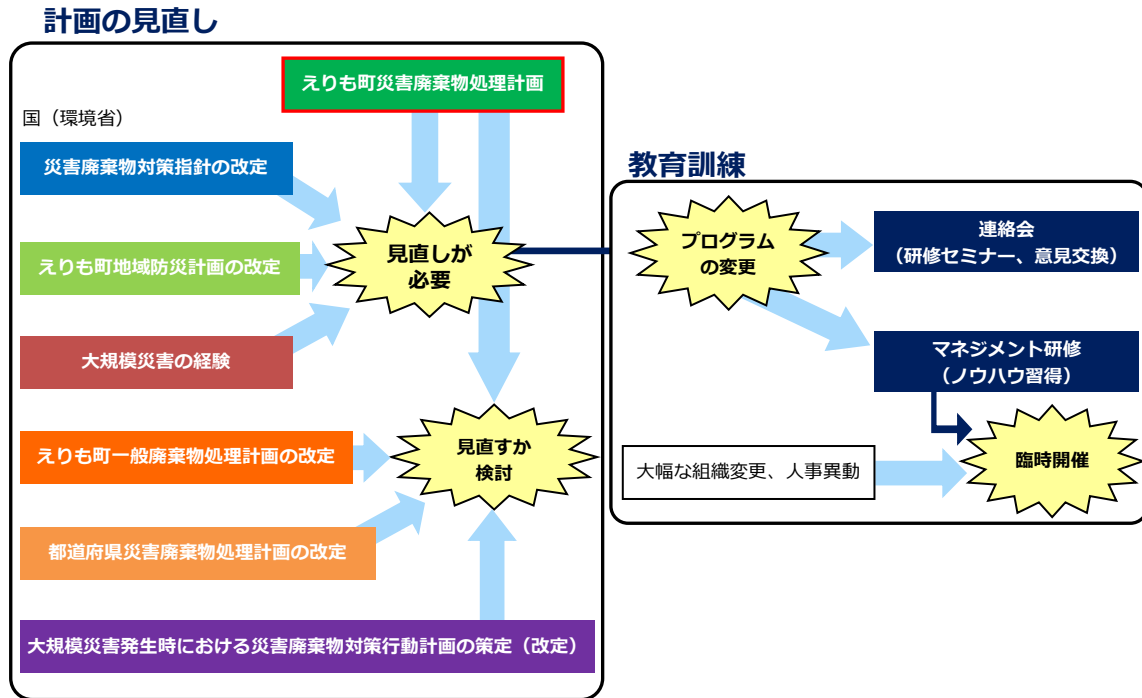 計画の見直し
えりも町災害廃棄物処理計画
国（環境省）
災害廃棄物対策指針の改定
えりも町地域防災計画の改定
大規模災害の経験
見直しが
必要
えりも町一般廃棄物処理計画の改定
都道府県災害廃棄物処理計画の改定
見直すか
検討
大規模災害発生時における災害廃棄物対策行動計画の策定（改定）
教育訓練
プログラム
の変更
連絡会
（研修セミナー、意見交換）
マネジメント研修
（ノウハウ習得）
大幅な組織変更、人事異動
臨時開催